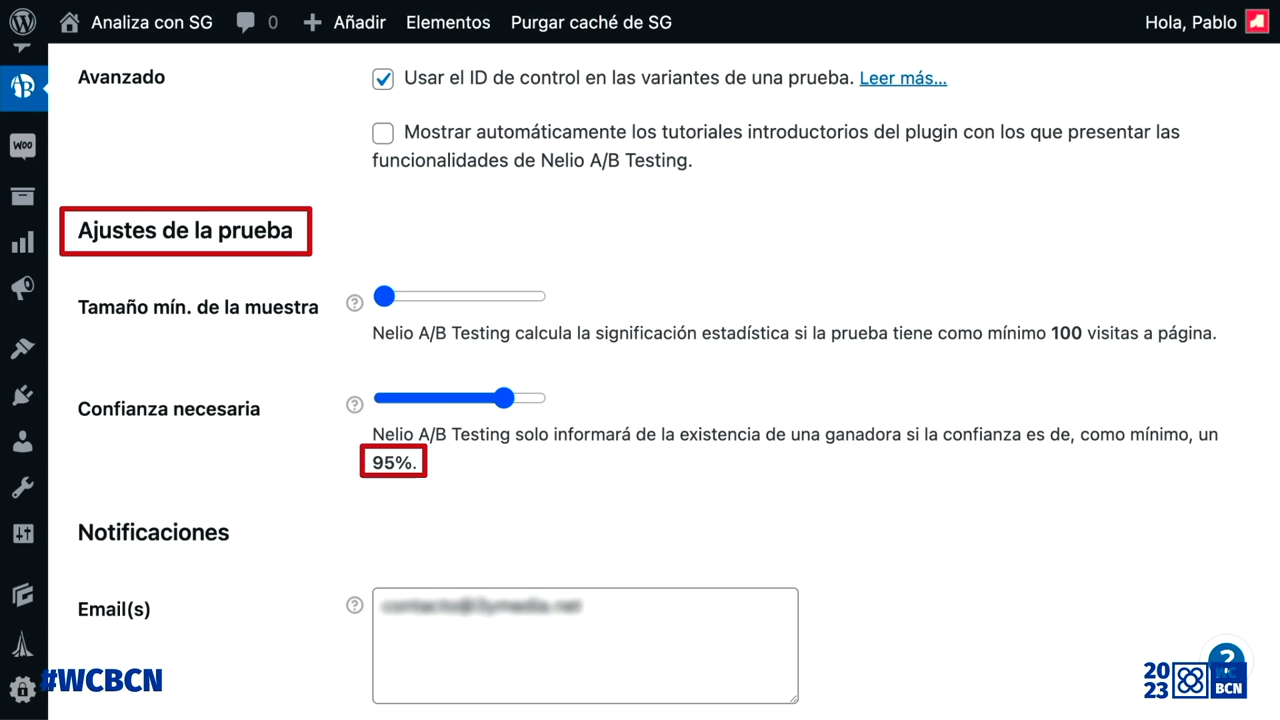 Analiza con SG 0 Añadir Elementos Purgar caché de SG Hola, Pablo
Avanzado
Usar el ID de control en las variantes de una prueba. Leer más...
Mostrar automáticamente los tutoriales introductorios del plugin con los que presentar las
funcionalidades de Nelio A/B Testing.
Woo
Ajustes de la prueba
Tamaño mín. de la muestra
?
Nelio A/B Testing calcula la significación estadística si la prueba tiene como mínimo 100 visitas a página.
Confianza necesaria
?
Nelio A/B Testing solo informará de la existencia de una ganadora si la confianza es de, como mínimo, un
95%.
Notificaciones
Email(s)
?
#WCBCN
?
2023
WC
BCN